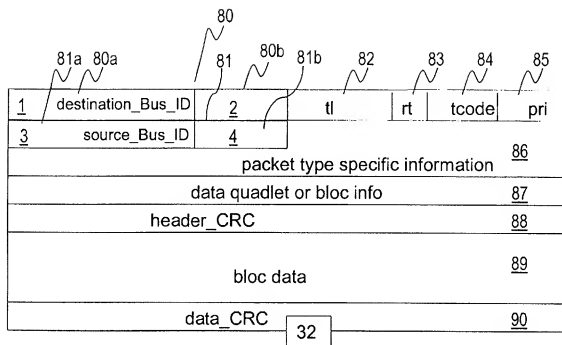 80
81a 80a 80b 81b 82 83 84 85
81
1 destination_Bus_ID 2 tl rt tcode pri
3 source_Bus_ID 4
86
packet type specific information
data quadlet or bloc info 87
header_CRC 88
89
bloc data
data_CRC 90
32